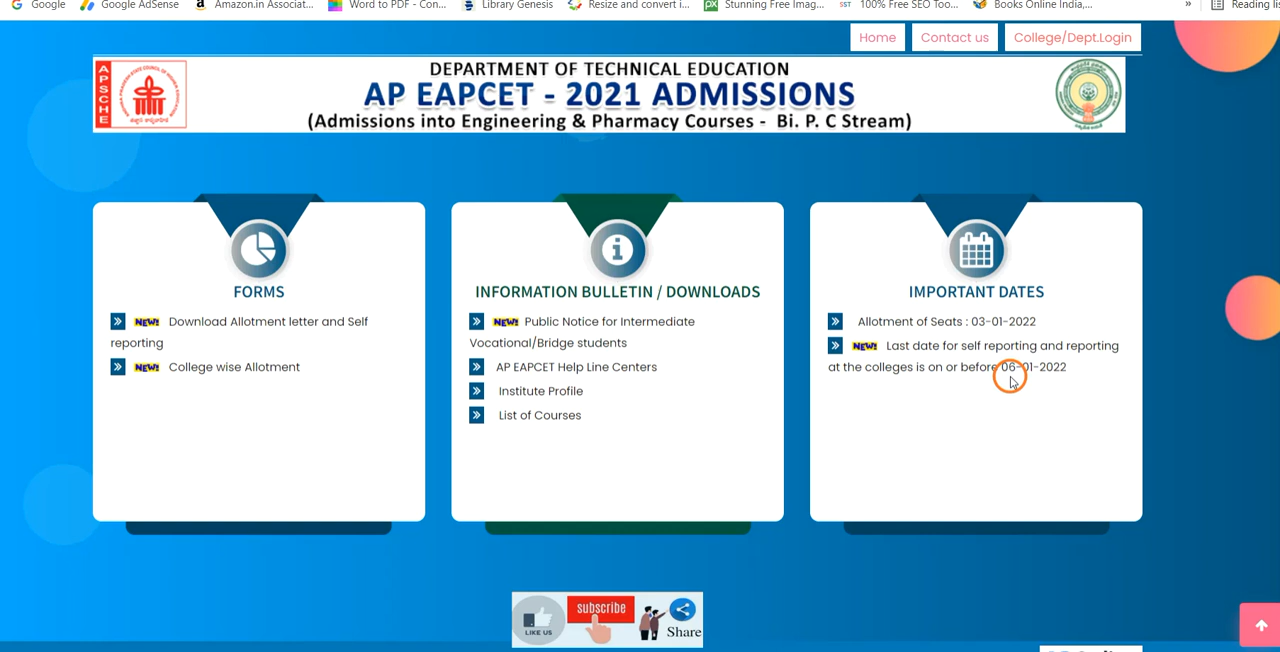 Google
Google AdSense
Amazon.in Associat...
Word to PDF - Con...
Library Genesis
Resize and convert i...
Stunning Free Imag...
100% Free SEO Too...
Books Online India,...
»
Reading lis
Home
Contact us
College/Dept.Login
APSCHE
DEPARTMENT OF TECHNICAL EDUCATION
AP EAPCET - 2021 ADMISSIONS
(Admissions into Engineering & Pharmacy Courses - Bi. P. C Stream)
FORMS
NEW! Download Allotment letter and Self
reporting
NEW! College wise Allotment
INFORMATION BULLETIN / DOWNLOADS
NEW! Public Notice for Intermediate
Vocational/Bridge students
AP EAPCET Help Line Centers
Institute Profile
List of Courses
IMPORTANT DATES
Allotment of Seats : 03-01-2022
NEW! Last date for self reporting and reporting
at the colleges is on or before 06-01-2022
LIKE US
subscribe
Share